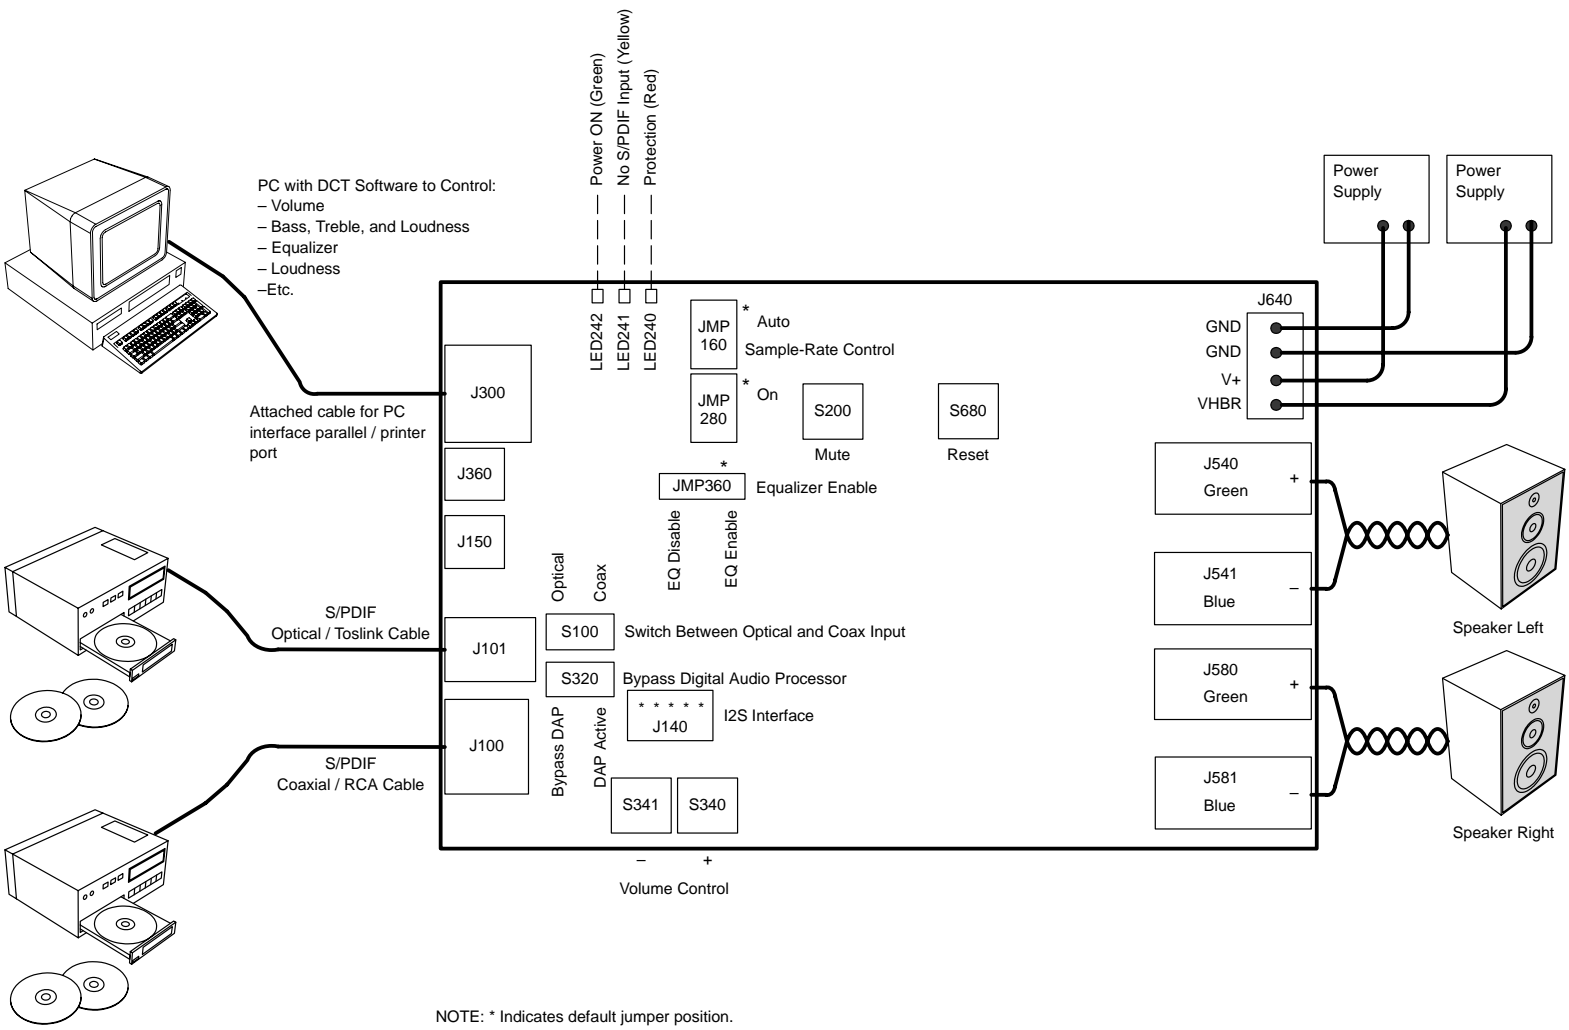 Power ON (Green)
No S/PDIF Input (Yellow)
Protection (Red)
PC with DCT Software to Control:
– Volume
– Bass, Treble, and Loudness
– Equalizer
– Loudness
–Etc.
Power
Supply
Power
Supply
LED242
LED241
LED240
JMP
160
*
Auto
Sample-Rate Control
JMP
280
*
On
J640
GND
GND
V+
VHBR
J300
Attached cable for PC
interface parallel / printer
port
S200
Mute
S680
Reset
J360
*
JMP360
Equalizer Enable
EQ Disable
EQ Enable
J150
J540
Green
+
J541
Blue
–
Speaker Left
Optical
Coax
S/PDIF
Optical / Toslink Cable
J101
S100
Switch Between Optical and Coax Input
S320
Bypass Digital Audio Processor
Bypass DAP
DAP Active
* * * * *
J140
I2S Interface
J580
Green
+
J581
Blue
–
Speaker Right
J100
S/PDIF
Coaxial / RCA Cable
S341
S340
– +
Volume Control
NOTE: * Indicates default jumper position.